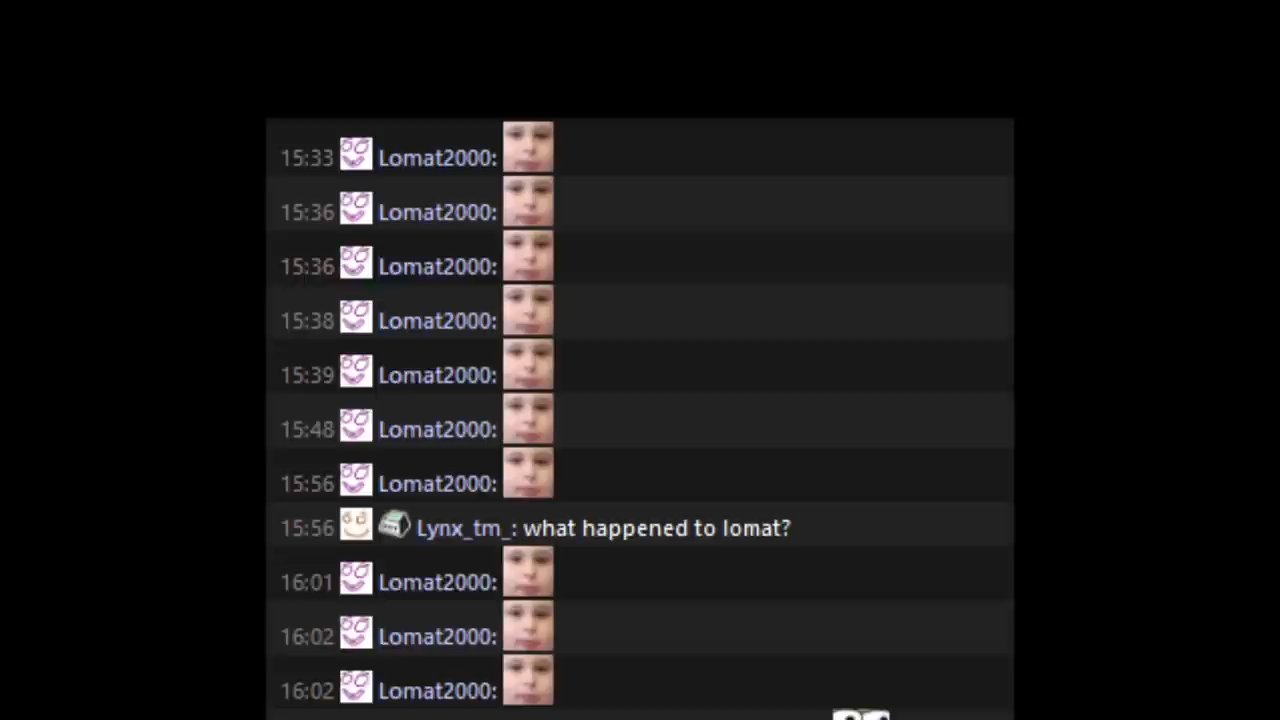 15:33 Lomat2000:
15:36 Lomat2000:
15:36 Lomat2000:
15:38 Lomat2000:
15:39 Lomat2000:
15:48 Lomat2000:
15:56 Lomat2000:
15:56 Lynx_tm_: what happened to lomat?
16:01 Lomat2000:
16:02 Lomat2000:
16:02 Lomat2000: